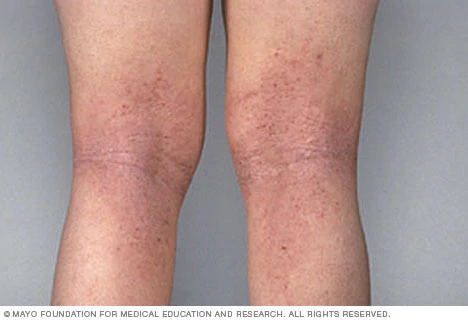 © MAYO FOUNDATION FOR MEDICAL EDUCATION AND RESEARCH. ALL RIGHTS RESERVED.